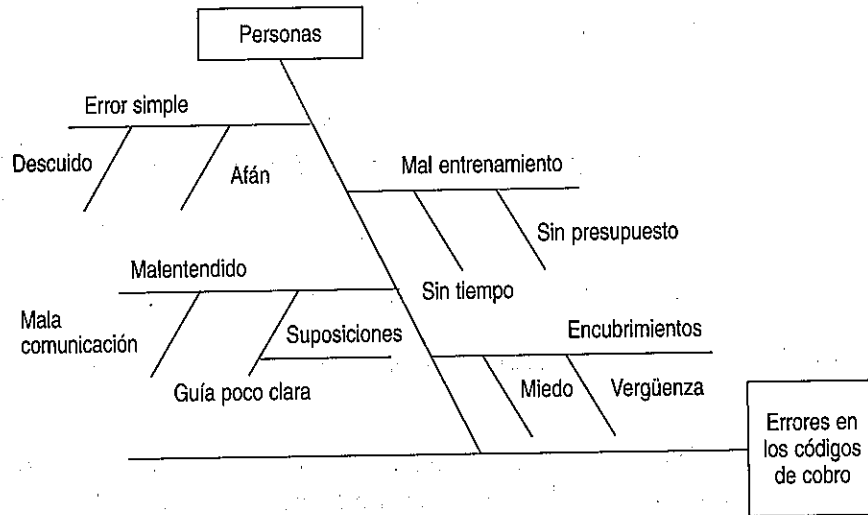 Personas
Error simple
Descuido
Afán
Mal entrenamiento
Sin presupuesto
Sin tiempo
Malentendido
Mala
comunicación
Suposiciones
Guía poco clara
Encubrimientos
Miedo
Vergüenza
Errores en
los códigos
de cobro